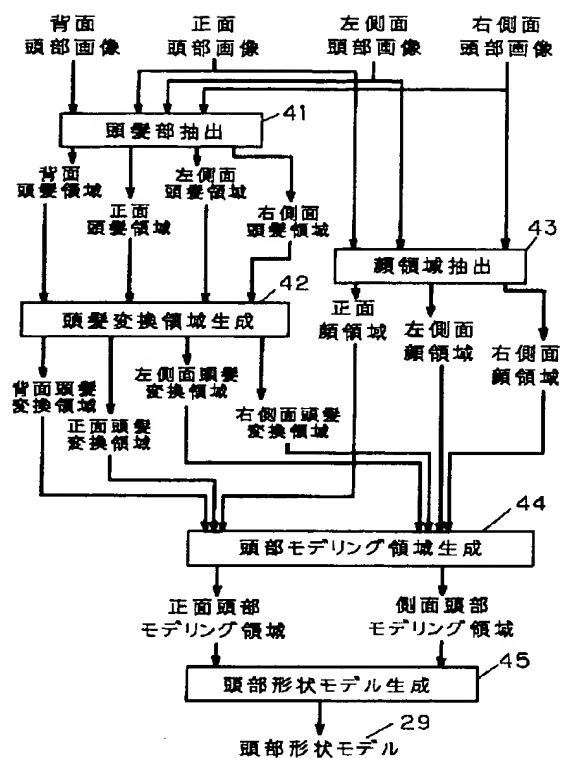 背面
頭部画像
正面
頭部画像
左側面
頭部画像
右側面
頭部画像
頭髪部抽出
41
背面
頭髪領域
正面
頭髪領域
左側面
頭髪領域
右側面
頭髪領域
顔領域抽出
43
頭髪変換領域生成
42
正面
顔領域
左側面
顔領域
右側面
顔領域
背面頭髪
変換領域
正面頭髪
変換領域
左側面頭髪
変換領域
右側面頭髪
変換領域
頭部モデリング領域生成
44
正面頭部
モデリング領域
側面頭部
モデリング領域
頭部形状モデル生成
45
頭部形状モデル
29